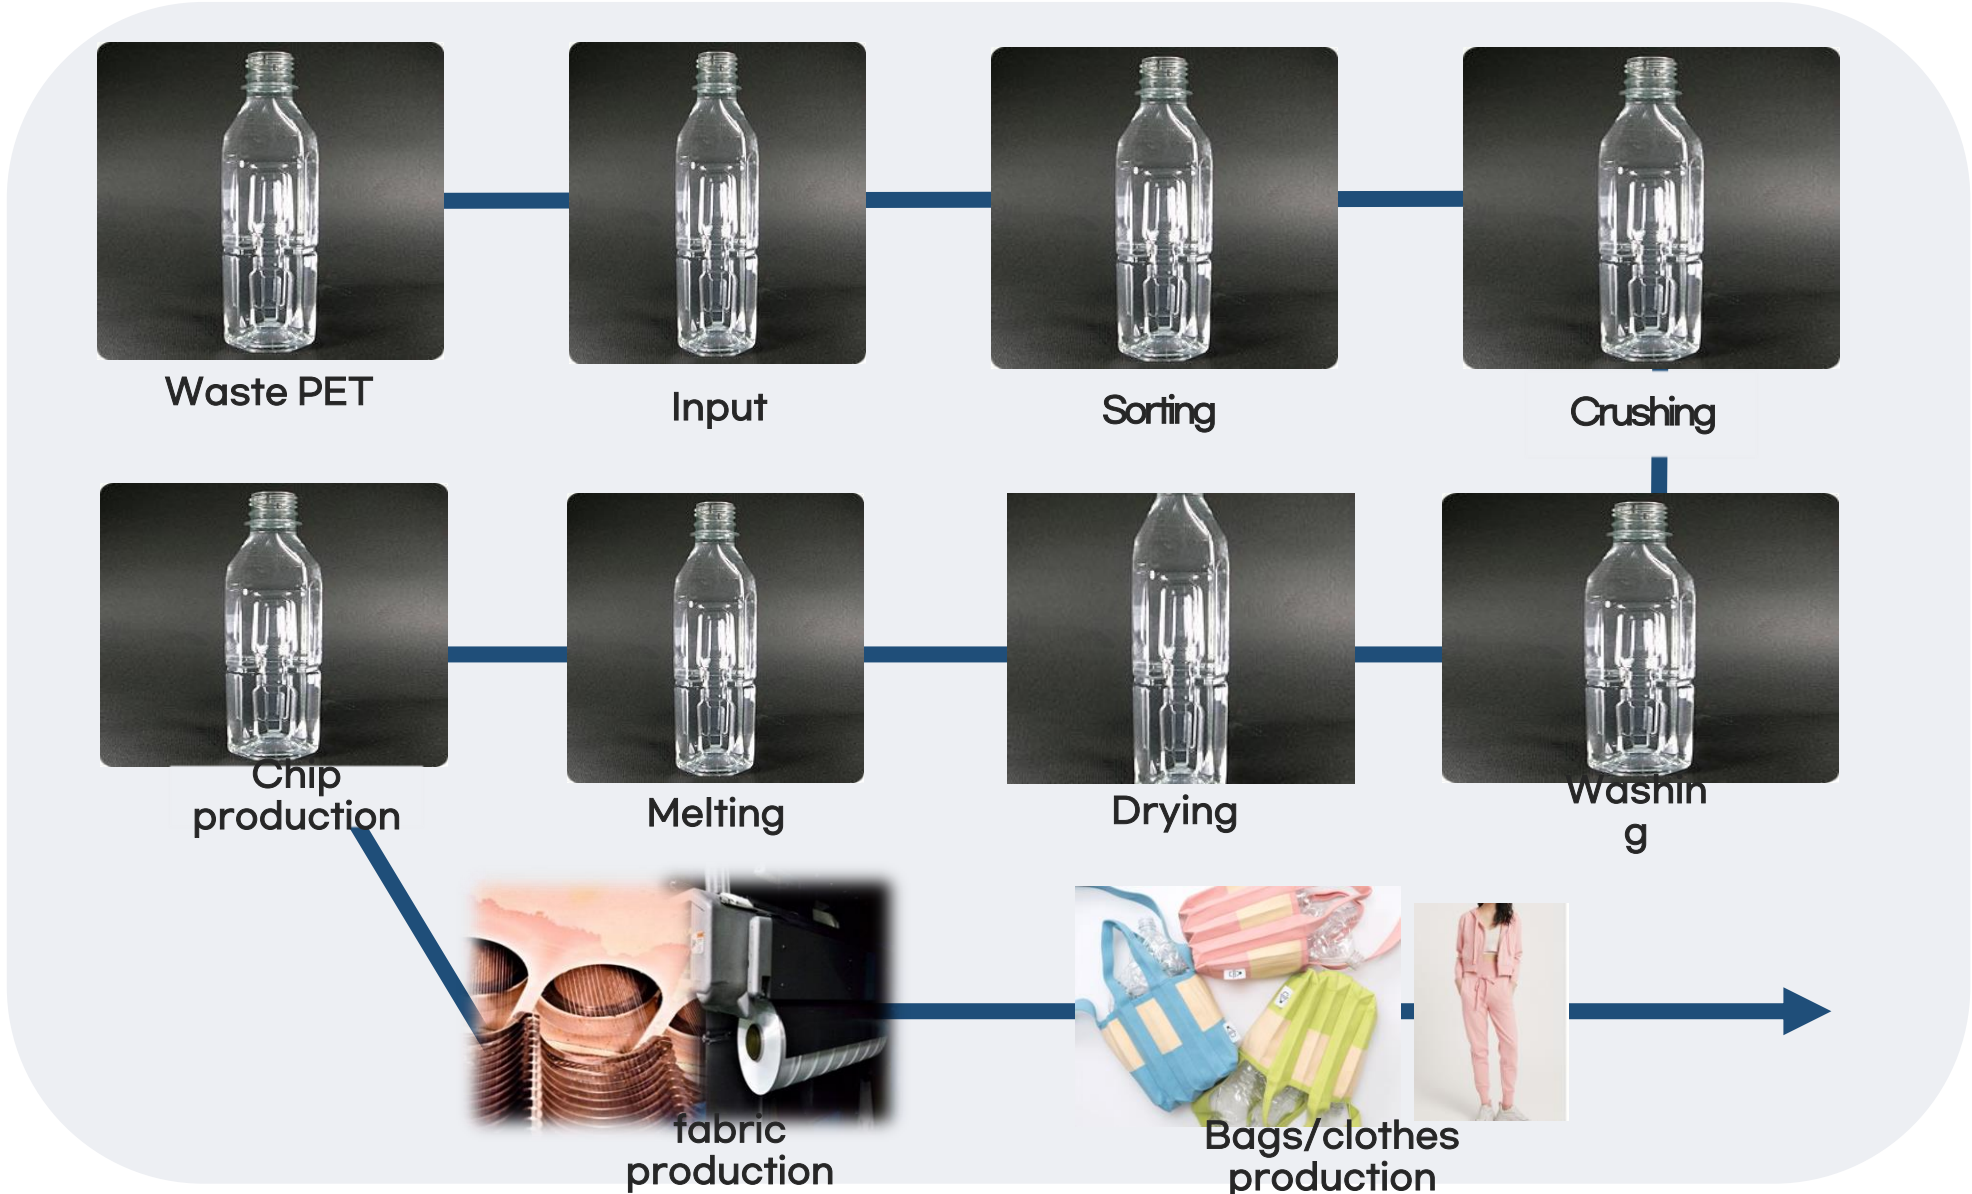 Waste PET
Input
Sorting
Crushing
Chip
production
Melting
Drying
Washin
g
fabric
production
Bags/clothes
production